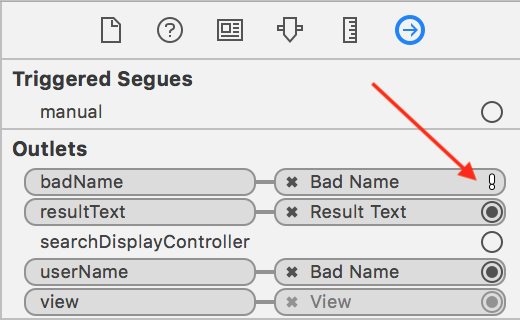 Triggered Segues
manual
Outlets
badName ✖ Bad Name !
resultText ✖ Result Text
searchDisplayController
userName ✖ Bad Name
view ✖ View